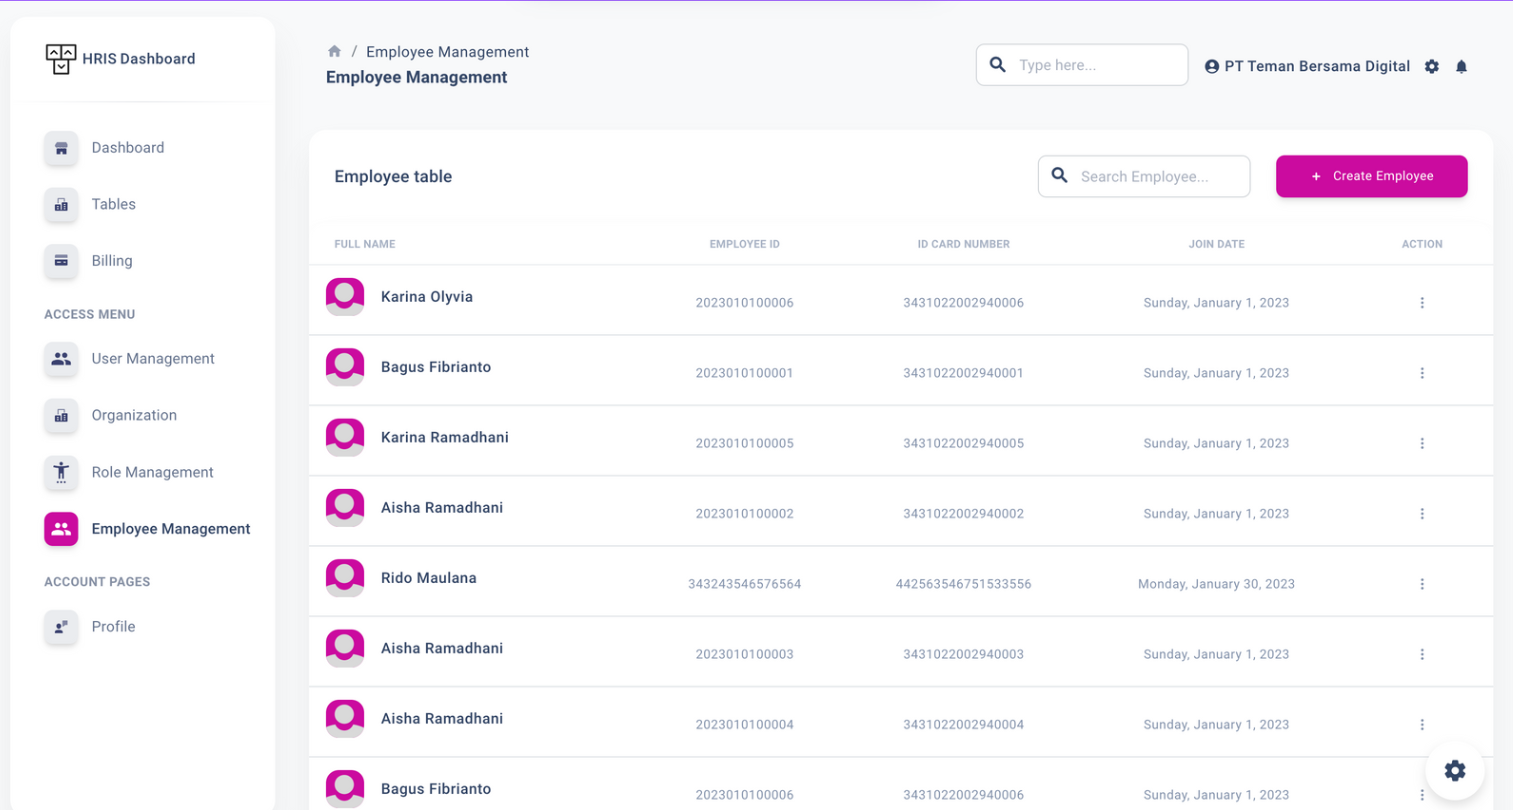 HRIS Dashboard
Dashboard
Tables
Billing
ACCESS MENU
User Management
Organization
Role Management
Employee Management
ACCOUNT PAGES
Profile
/ Employee Management
Employee Management
Type here...
PT Teman Bersama Digital
Employee table
Search Employee...
+ Create Employee
FULL NAME EMPLOYEE ID ID CARD NUMBER JOIN DATE ACTION
Karina Olyvia 2023010100006 3431022002940006 Sunday, January 1, 2023
Bagus Fibrianto 2023010100001 3431022002940001 Sunday, January 1, 2023
Karina Ramadhani 2023010100005 3431022002940005 Sunday, January 1, 2023
Aisha Ramadhani 2023010100002 3431022002940002 Sunday, January 1, 2023
Rido Maulana 343243546576564 442563546751533556 Monday, January 30, 2023
Aisha Ramadhani 2023010100003 3431022002940003 Sunday, January 1, 2023
Aisha Ramadhani 2023010100004 3431022002940004 Sunday, January 1, 2023
Bagus Fibrianto 2023010100006 3431022002940006 Sunday, January 1, 2023